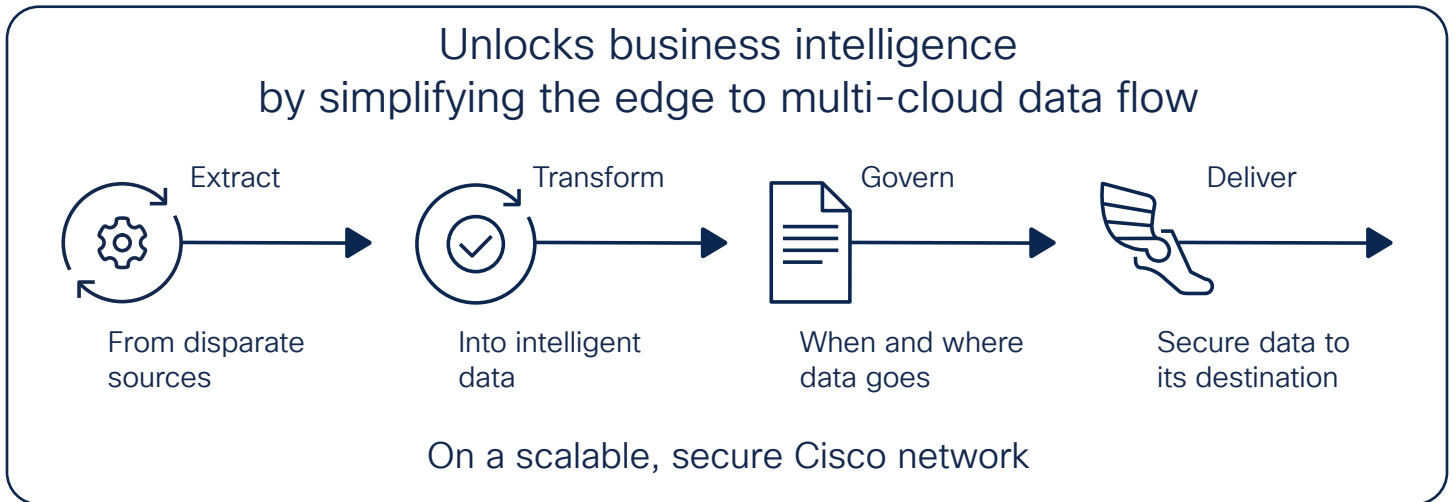 Unlocks business intelligence
by simplifying the edge to multi-cloud data flow
Extract
Transform
Govern
Deliver
From disparate
sources
Into intelligent
data
When and where
data goes
Secure data to
its destination
On a scalable, secure Cisco network